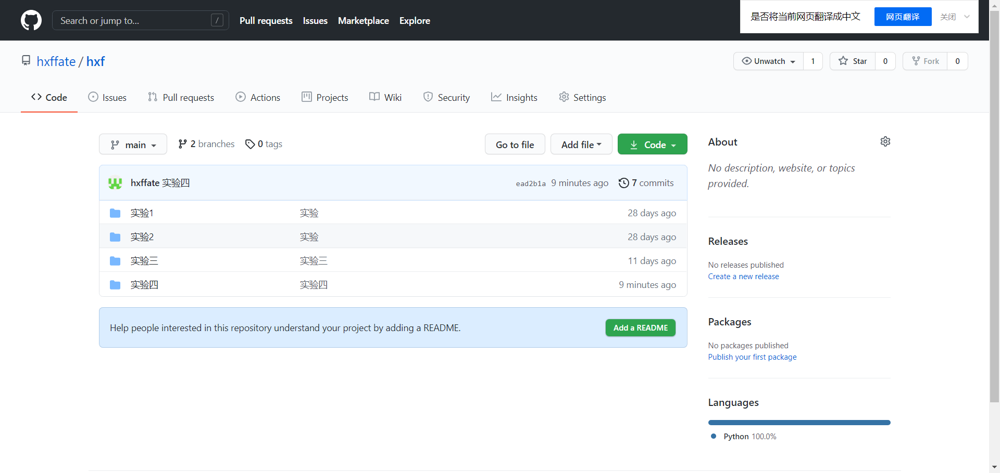 Search or jump to... / Pull requests Issues Marketplace Explore
是否将当前网页翻译成中文 网页翻译 关闭
hxffate / hxf
Unwatch 1 Star 0 Fork 0
Code Issues Pull requests Actions Projects Wiki Security Insights Settings
main 2 branches 0 tags Go to file Add file Code
hxffate 实验四 ead2b1a 9 minutes ago 7 commits
实验1 实验 28 days ago
实验2 实验 28 days ago
实验三 实验三 11 days ago
实验四 实验四 9 minutes ago
Help people interested in this repository understand your project by adding a README. Add a README
About
No description, website, or topics
provided.
Releases
No releases published
Create a new release
Packages
No packages published
Publish your first package
Languages
Python 100.0%